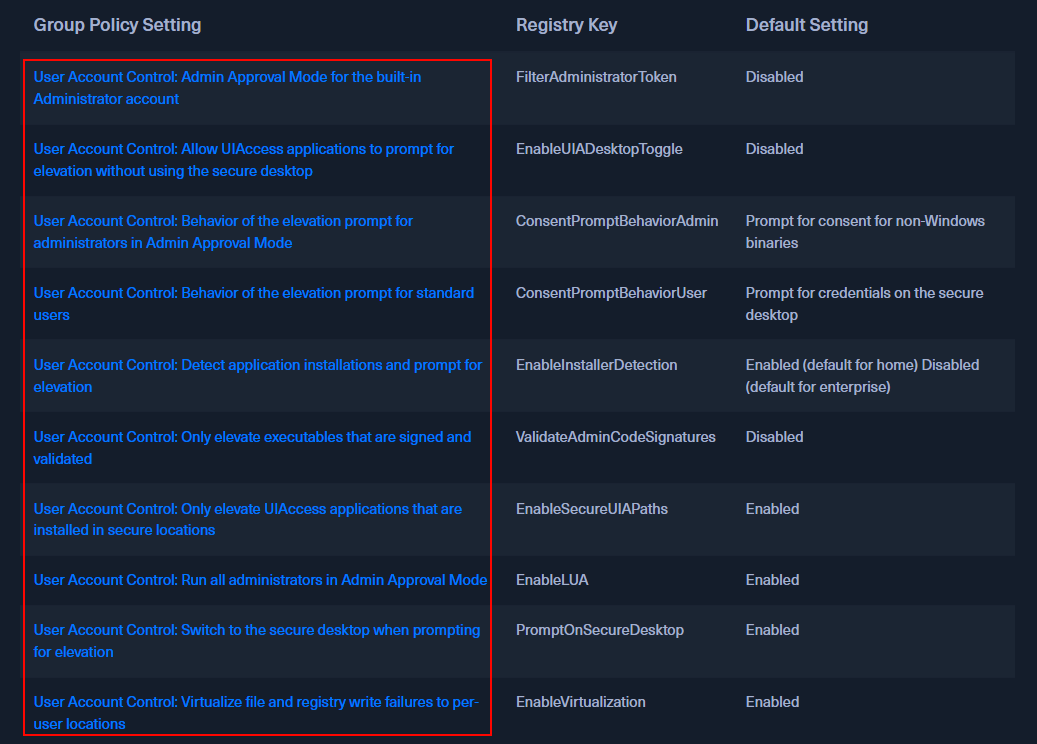 Group Policy Setting Registry Key Default Setting
User Account Control: Admin Approval Mode for the built-in FilterAdministratorToken Disabled
Administrator account
User Account Control: Allow UIAccess applications to prompt for EnableUIADesktopToggle Disabled
elevation without using the secure desktop
User Account Control: Behavior of the elevation prompt for ConsentPromptBehaviorAdmin Prompt for consent for non-Windows
administrators in Admin Approval Mode binaries
User Account Control: Behavior of the elevation prompt for standard ConsentPromptBehaviorUser Prompt for credentials on the secure
users desktop
User Account Control: Detect application installations and prompt for EnableInstallerDetection Enabled (default for home) Disabled
elevation (default for enterprise)
User Account Control: Only elevate executables that are signed and ValidateAdminCodeSignatures Disabled
validated
User Account Control: Only elevate UIAccess applications that are EnableSecureUIAPaths Enabled
installed in secure locations
User Account Control: Run all administrators in Admin Approval Mode EnableLUA Enabled
User Account Control: Switch to the secure desktop when prompting PromptOnSecureDesktop Enabled
for elevation
User Account Control: Virtualize file and registry write failures to per- EnableVirtualization Enabled
user locations